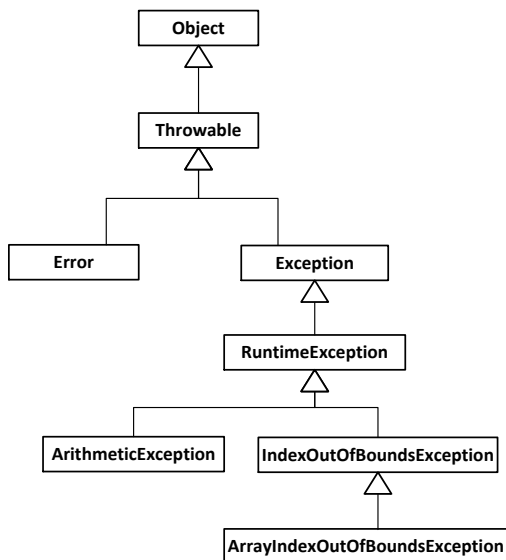 Object
Throwable
Error
Exception
RuntimeException
ArithmeticException
IndexOutOfBoundsException
ArrayIndexOutOfBoundsException